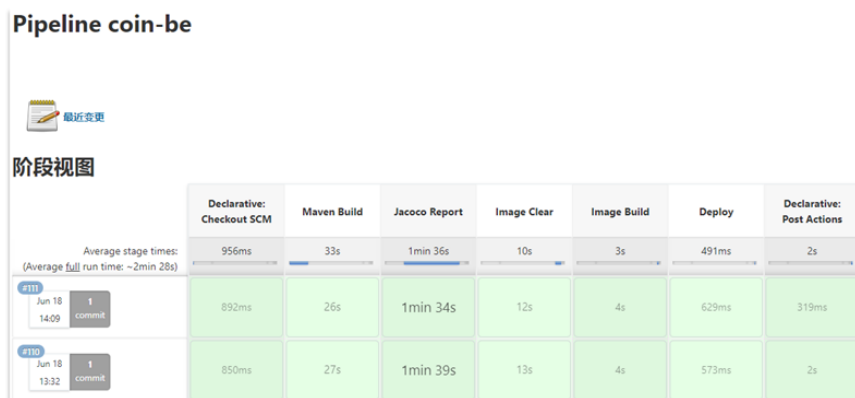 Pipeline coin-be
最近变更
阶段视图
Declarative: Checkout SCM Maven Build Jacoco Report Image Clear Image Build Deploy Declarative: Post Actions
Average stage times: 956ms 33s 1min 36s 10s 3s 491ms 2s
(Average full run time: ~2min 28s)
#111
Jun 18 1
14:09 commit
892ms 26s 1min 34s 12s 4s 629ms 319ms
#110
Jun 18 1
13:32 commit
850ms 27s 1min 39s 13s 4s 573ms 2s